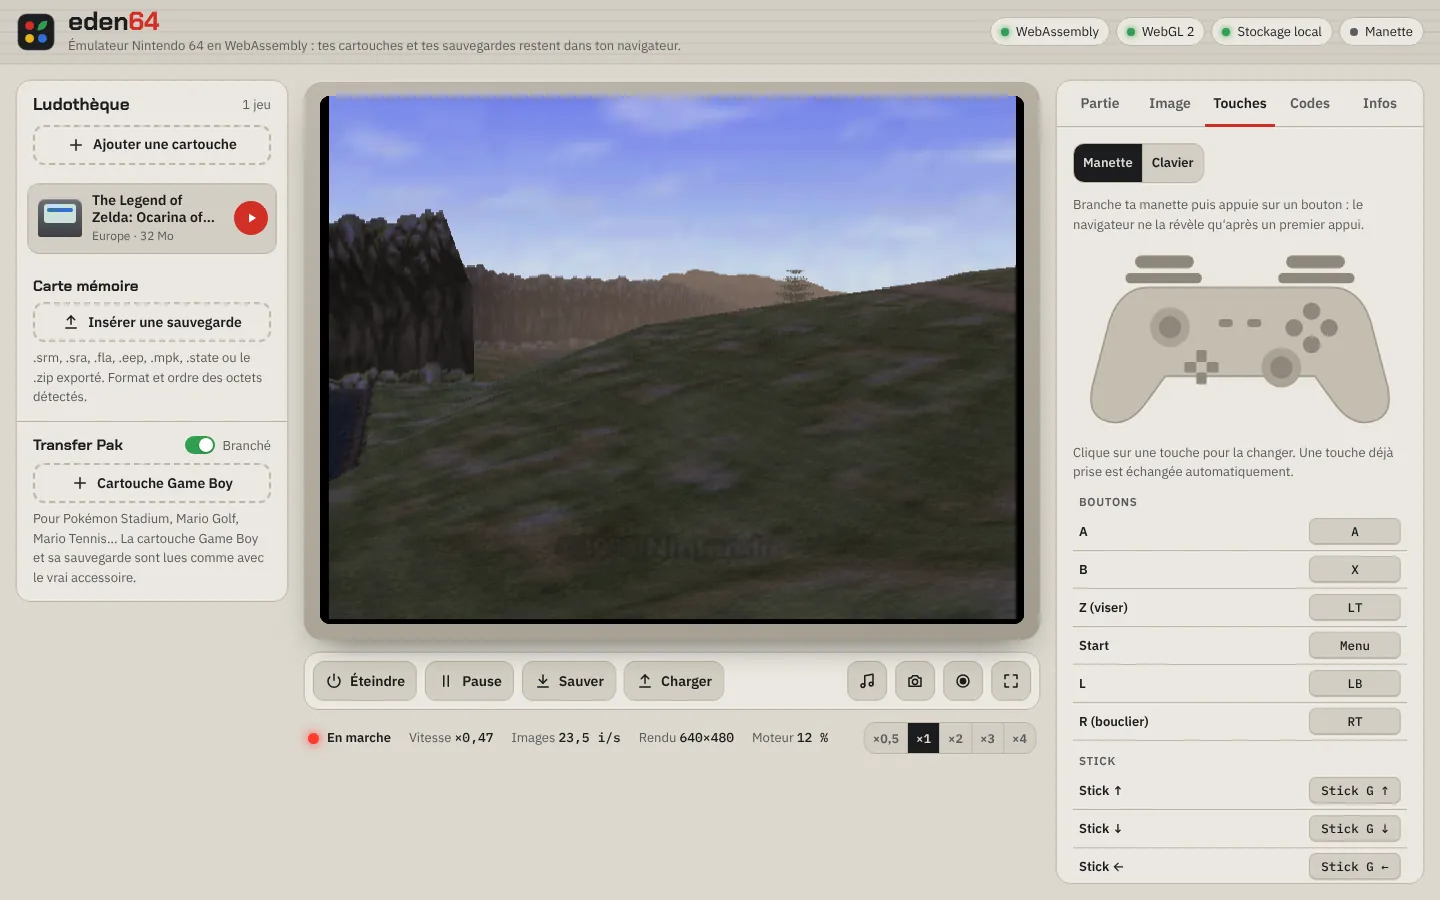 eden64
Émulateur Nintendo 64 en WebAssembly : tes cartouches et tes sauvegardes restent dans ton navigateur.
WebAssembly
WebGL 2
Stockage local
Manette
Ludothèque
1 jeu
Ajouter une cartouche
The Legend of
Zelda: Ocarina of...
Europe · 32 Mo
Carte mémoire
Insérer une sauvegarde
.srm, .sra, .fla, .eep, .mpk, .state ou le
.zip exporté. Format et ordre des octets
détectés.
Transfer Pak
Branché
Cartouche Game Boy
Pour Pokémon Stadium, Mario Golf,
Mario Tennis... La cartouche Game Boy
et sa sauvegarde sont lues comme avec
le vrai accessoire.
Éteindre
Pause
Sauver
Charger
En marche
Vitesse ×0,47
Images 23,5 i/s
Rendu 640×480
Moteur 12 %
×0,5
×1
×2
×3
×4
Partie
Image
Touches
Codes
Infos
Manette
Clavier
Branche ta manette puis appuie sur un bouton : le
navigateur ne la révèle qu'après un premier appui.
Clique sur une touche pour la changer. Une touche déjà
prise est échangée automatiquement.
BOUTONS
A A
B X
Z (viser) LT
Start Menu
L LB
R (bouclier) RT
STICK
Stick ↑ Stick G ↑
Stick ↓ Stick G ↓
Stick ← Stick G ←